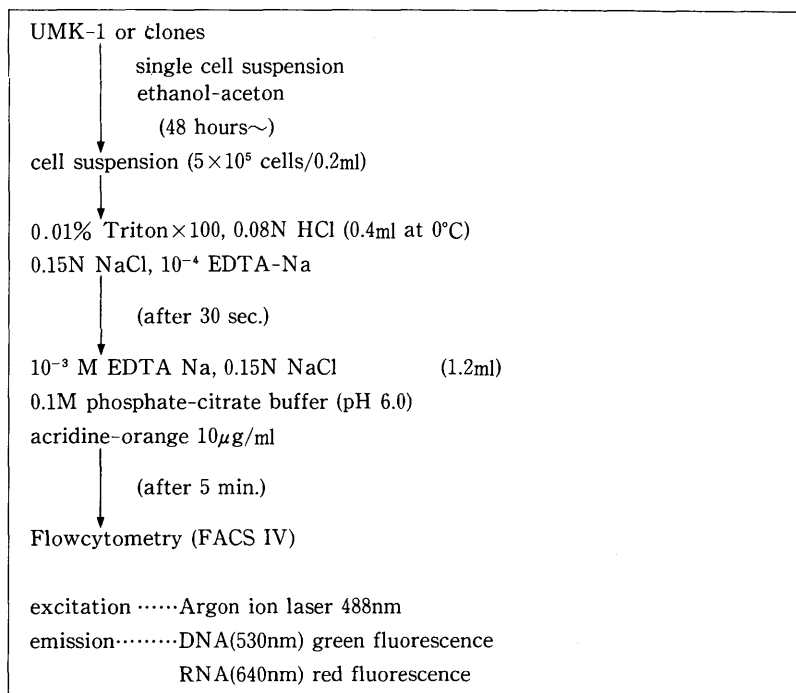 UMK-1 or clones
single cell suspension
ethanol-aceton
(48 hours～)
cell suspension (5×10⁵ cells/0.2ml)
0.01% Triton×100, 0.08N HCl (0.4ml at 0°C)
0.15N NaCl, 10⁻⁴ EDTA-Na
(after 30 sec.)
10⁻³ M EDTA Na, 0.15N NaCl (1.2ml)
0.1M phosphate-citrate buffer (pH 6.0)
acridine-orange 10μg/ml
(after 5 min.)
Flowcytometry (FACS IV)
excitation ······Argon ion laser 488nm
emission·········DNA(530nm) green fluorescence
RNA(640nm) red fluorescence